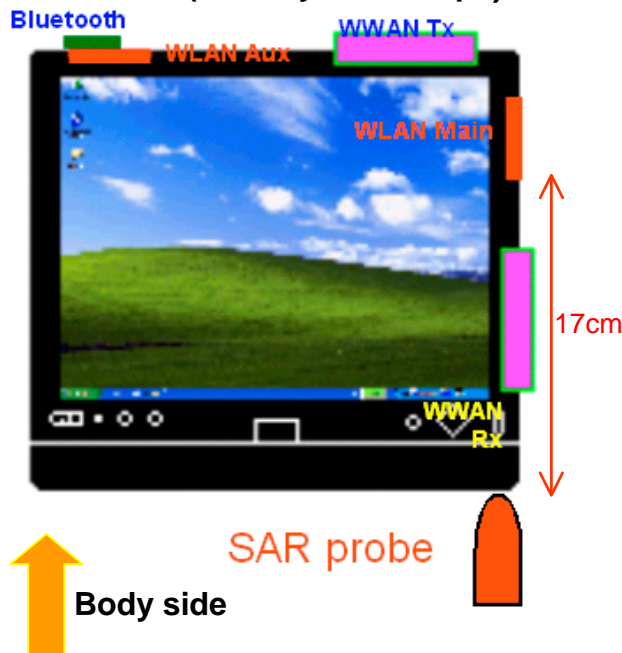 Bluetooth
WWAN Tx
WLAN Aux
WLAN Main
17cm
WWAN
Rx
SAR probe
Body side